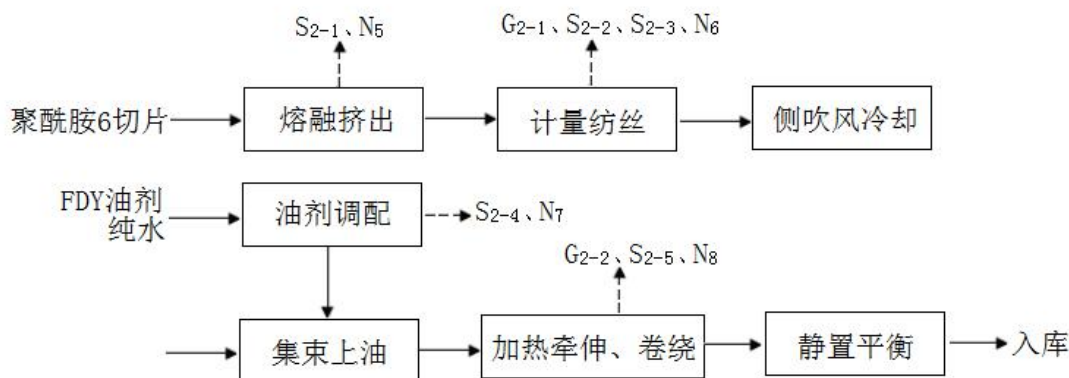 S₂₋₁、N₅
G₂₋₁、S₂₋₂、S₂₋₃、N₆
聚酰胺6切片
熔融挤出
计量纺丝
侧吹风冷却
FDY油剂
纯水
油剂调配
S₂₋₄、N₇
G₂₋₂、S₂₋₅、N₈
集束上油
加热牵伸、卷绕
静置平衡
入库